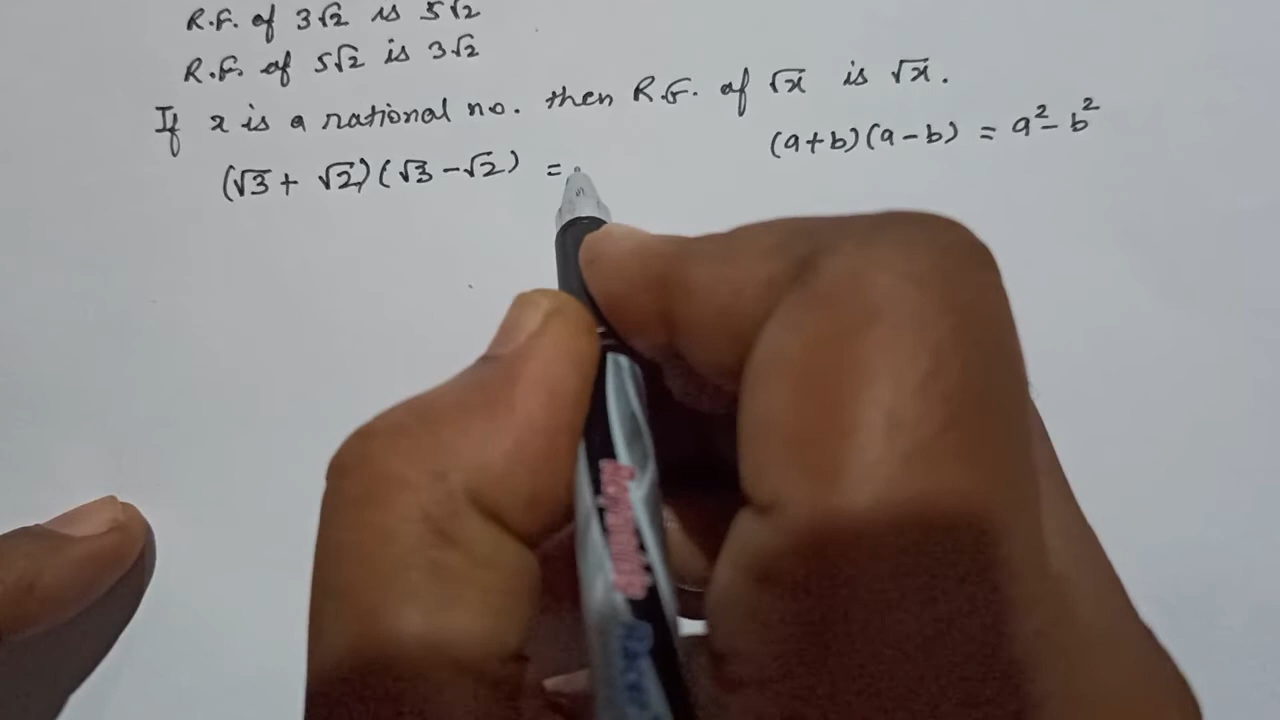 R.F. of 3√2 is 5√2
R.F. of 5√2 is 3√2
If x is a rational no. then R.F. of √x is √x.
(√3 + √2)(√3 - √2) =
(a+b)(a-b) = a² - b²